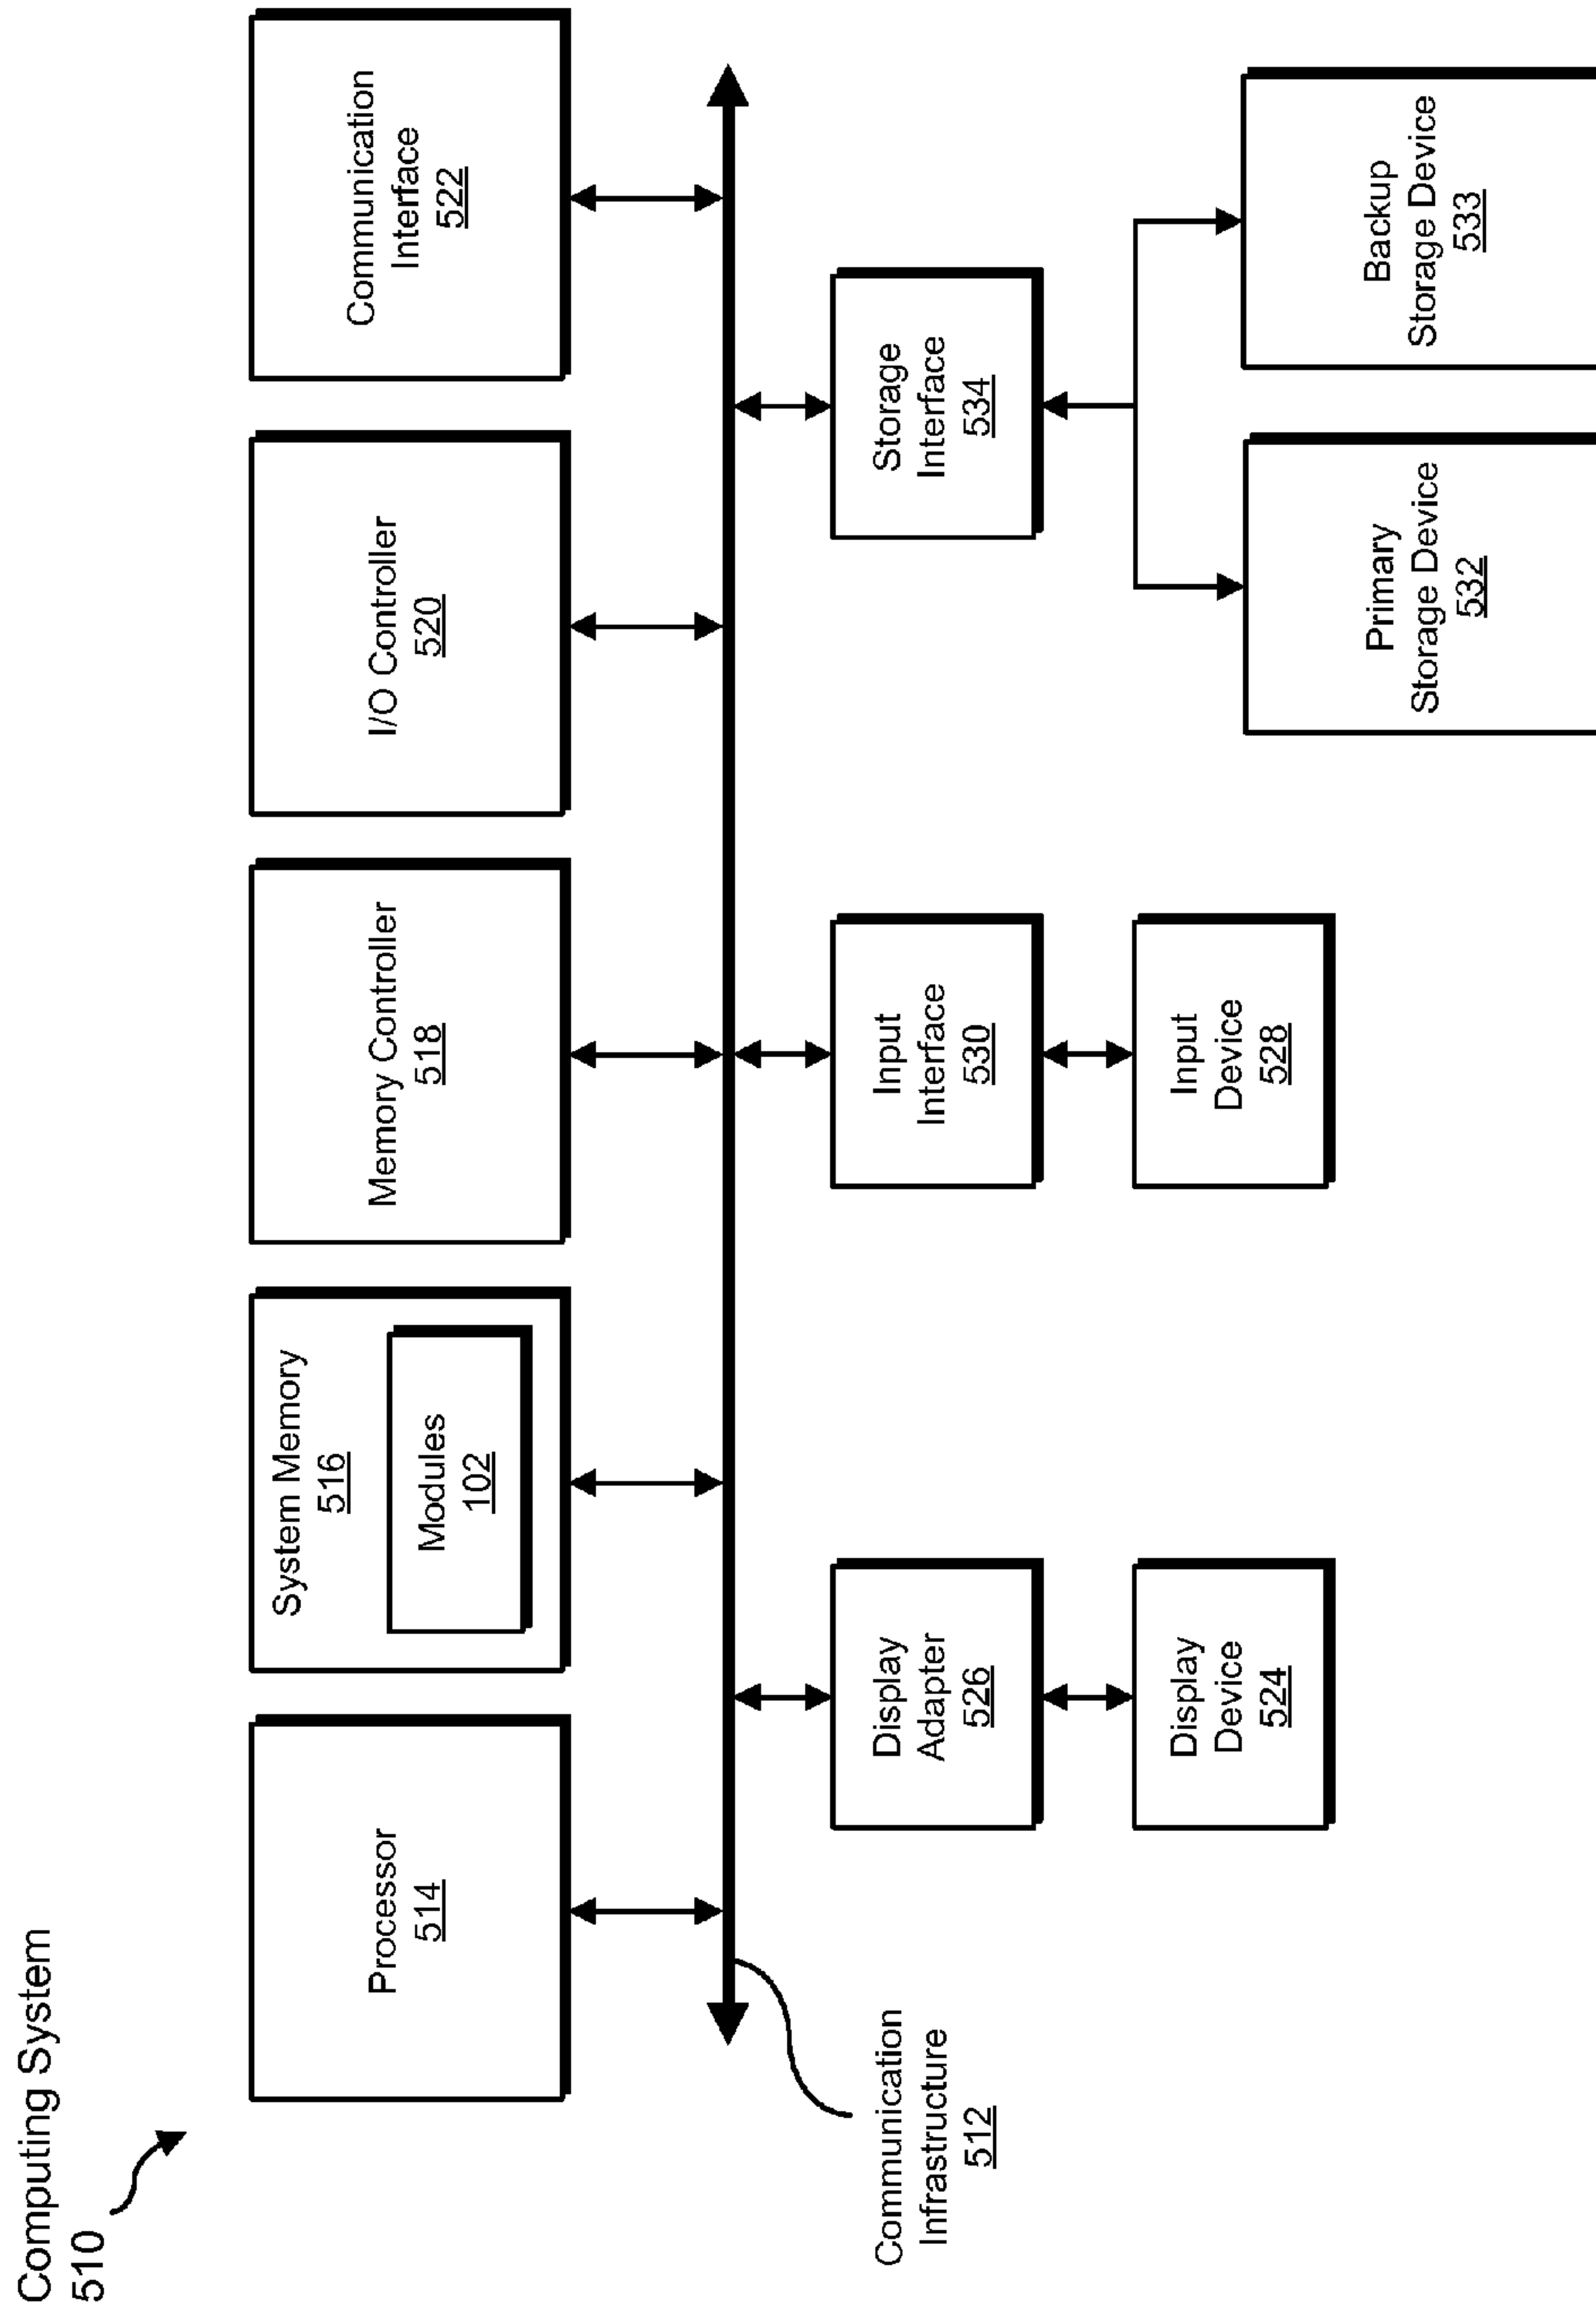 Computing System
510
Processor
514
System Memory
516
Modules
102
Memory Controller
518
I/O Controller
520
Communication
Interface
522
Communication
Infrastructure
512
Display
Adapter
526
Input
Interface
530
Storage
Interface
534
Display
Device
524
Input
Device
528
Primary
Storage Device
532
Backup
Storage Device
533